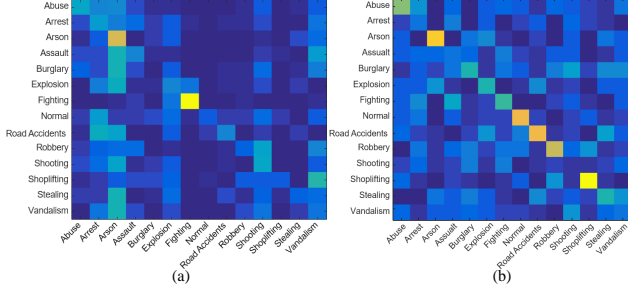 Abuse
Arrest
Arson
Assault
Burglary
Explosion
Fighting
Normal
Road Accidents
Robbery
Shooting
Shoplifting
Stealing
Vandalism
Abuse
Arrest
Arson
Assault
Burglary
Explosion
Fighting
Normal
Road Accidents
Robbery
Shooting
Shoplifting
Stealing
Vandalism
(a)
Abuse
Arrest
Arson
Assualt
Burglary
Explosion
Fighting
Normal
Road Accidents
Robbery
Shooting
Shoplifting
Stealing
Vandalism
Abuse
Arrest
Arson
Assault
Burglary
Explosion
Fighting
Normal
Road Accidents
Robbery
Shooting
Shoplifting
Stealing
Vandalism
(b)